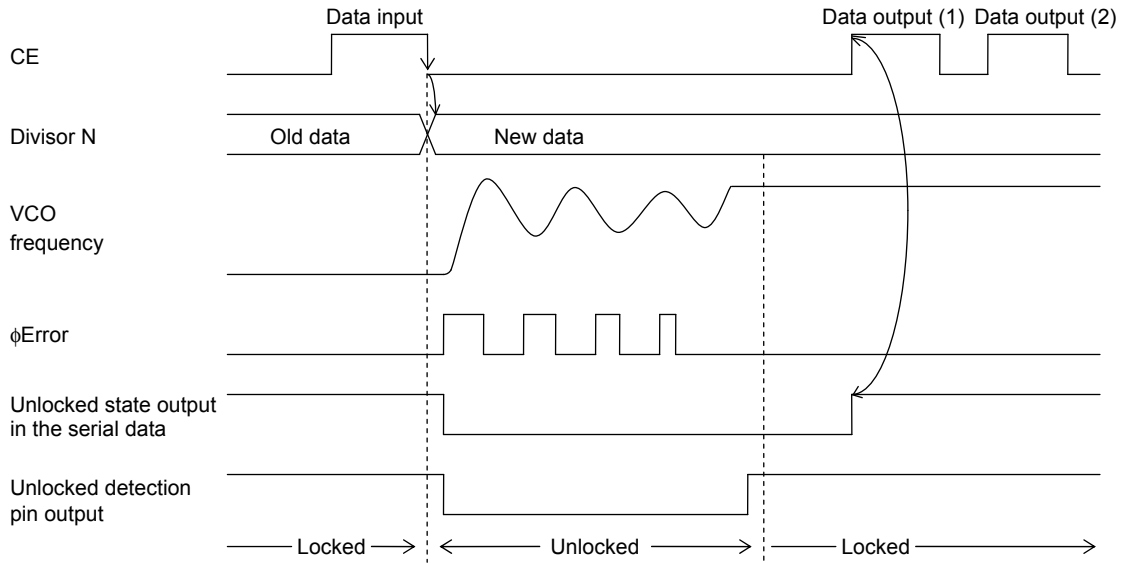 Data input
Data output (1)
Data output (2)
CE
Divisor N
Old data
New data
VCO
frequency
φError
Unlocked state output
in the serial data
Unlocked detection
pin output
Locked
Unlocked
Locked